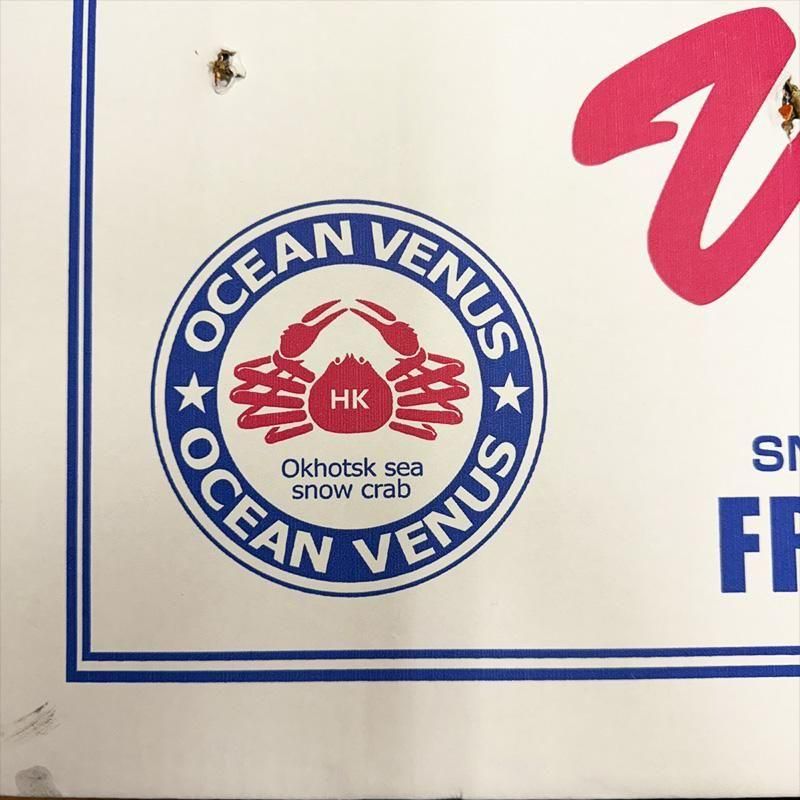 OCEAN VENUS
HK
Okhotsk sea
snow crab
OCEAN VENUS